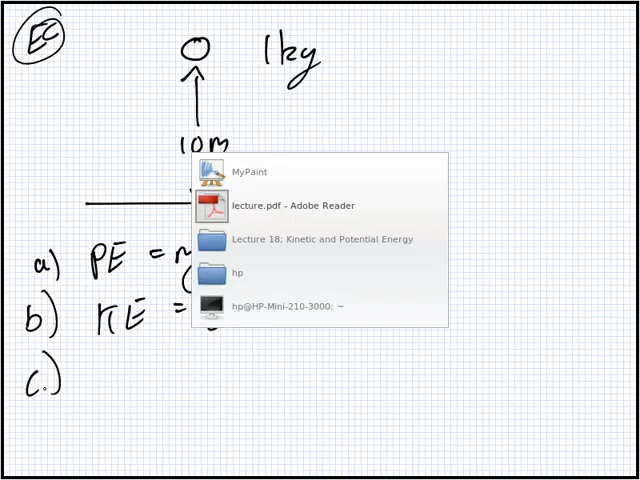 EC
1kg
10m
MyPaint
lecture.pdf - Adobe Reader
Lecture 18; Kinetic and Potential Energy
a) PE =
hp
b) KE =
hp@HP-Mini-210-3000: ~
c.)